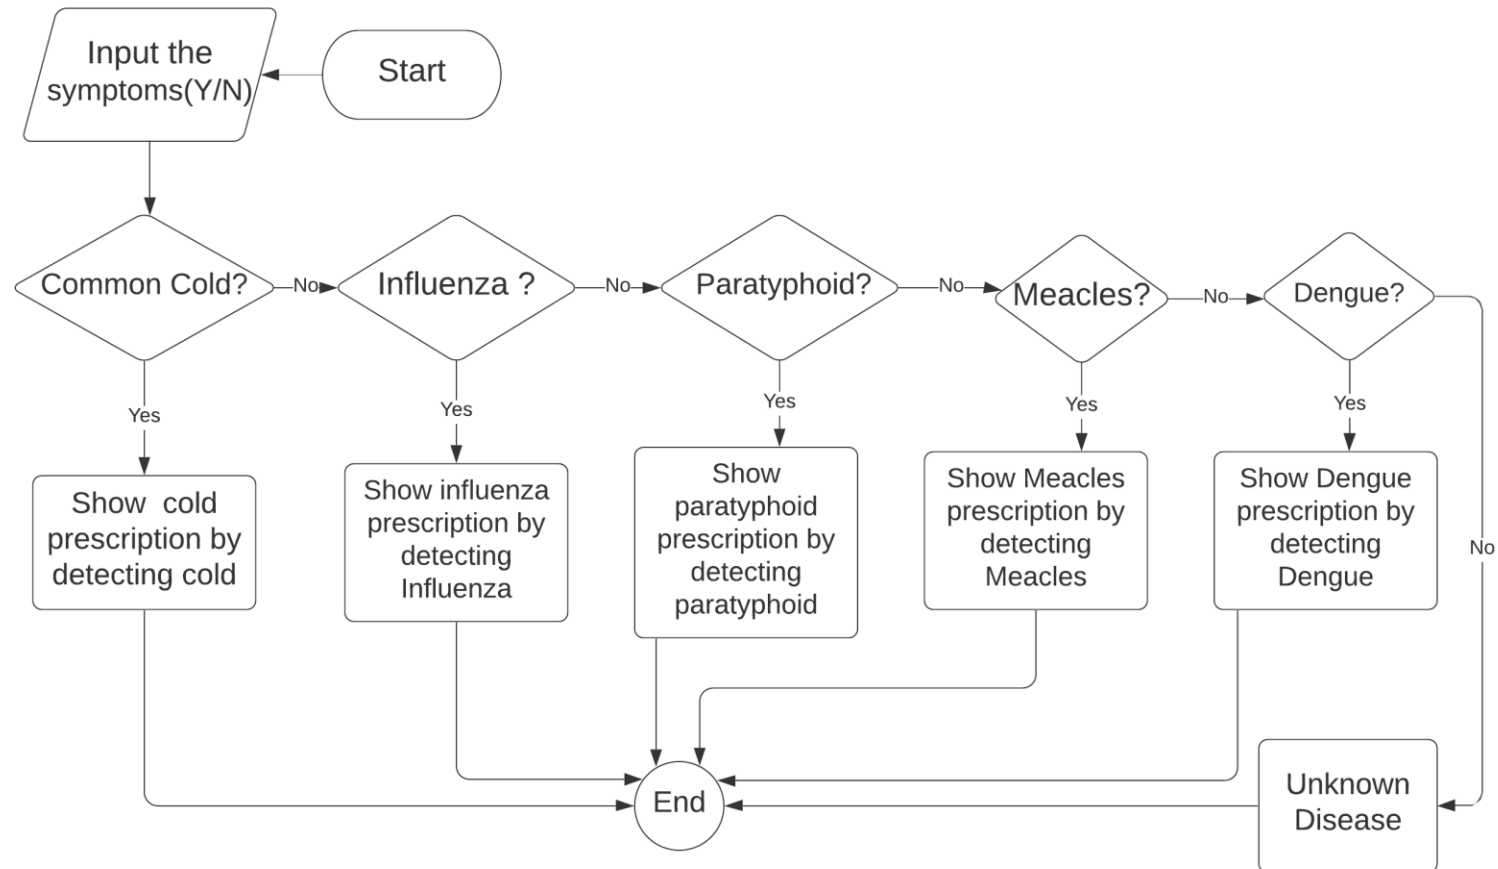 Start
Input the
symptoms(Y/N)
Common Cold?
No
Influenza ?
No
Paratyphoid?
No
Meacles?
No
Dengue?
Yes
Yes
Yes
Yes
Yes
No
Show  cold
prescription by
detecting cold
Show influenza
prescription by
detecting
Influenza
Show
paratyphoid
prescription by
detecting
paratyphoid
Show Meacles
prescription by
detecting
Meacles
Show Dengue
prescription by
detecting
Dengue
Unknown
Disease
End